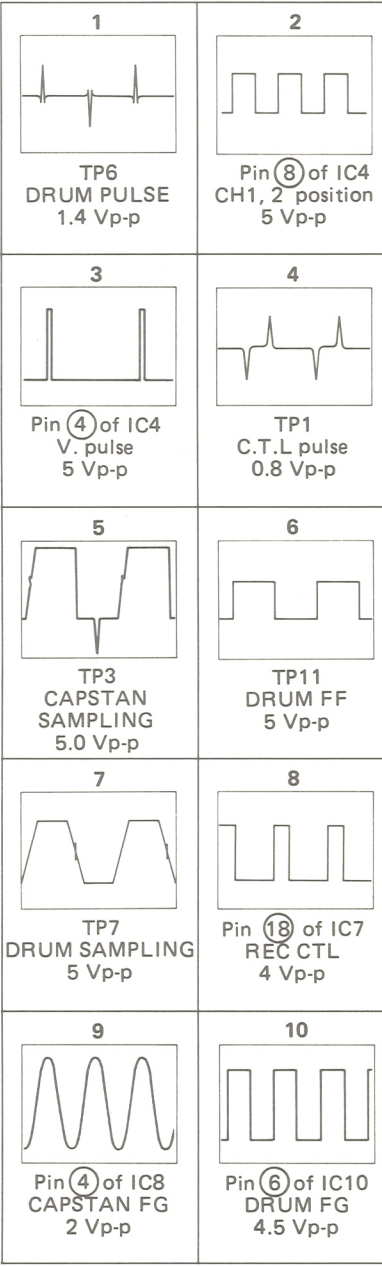 1
TP6
DRUM PULSE
1.4 Vp-p
2
Pin 8 of IC4
CH1, 2 position
5 Vp-p
3
Pin 4 of IC4
V. pulse
5 Vp-p
4
TP1
C.T.L pulse
0.8 Vp-p
5
TP3
CAPSTAN
SAMPLING
5.0 Vp-p
6
TP11
DRUM FF
5 Vp-p
7
TP7
DRUM SAMPLING
5 Vp-p
8
Pin 18 of IC7
REC CTL
4 Vp-p
9
Pin 4 of IC8
CAPSTAN FG
2 Vp-p
10
Pin 6 of IC10
DRUM FG
4.5 Vp-p